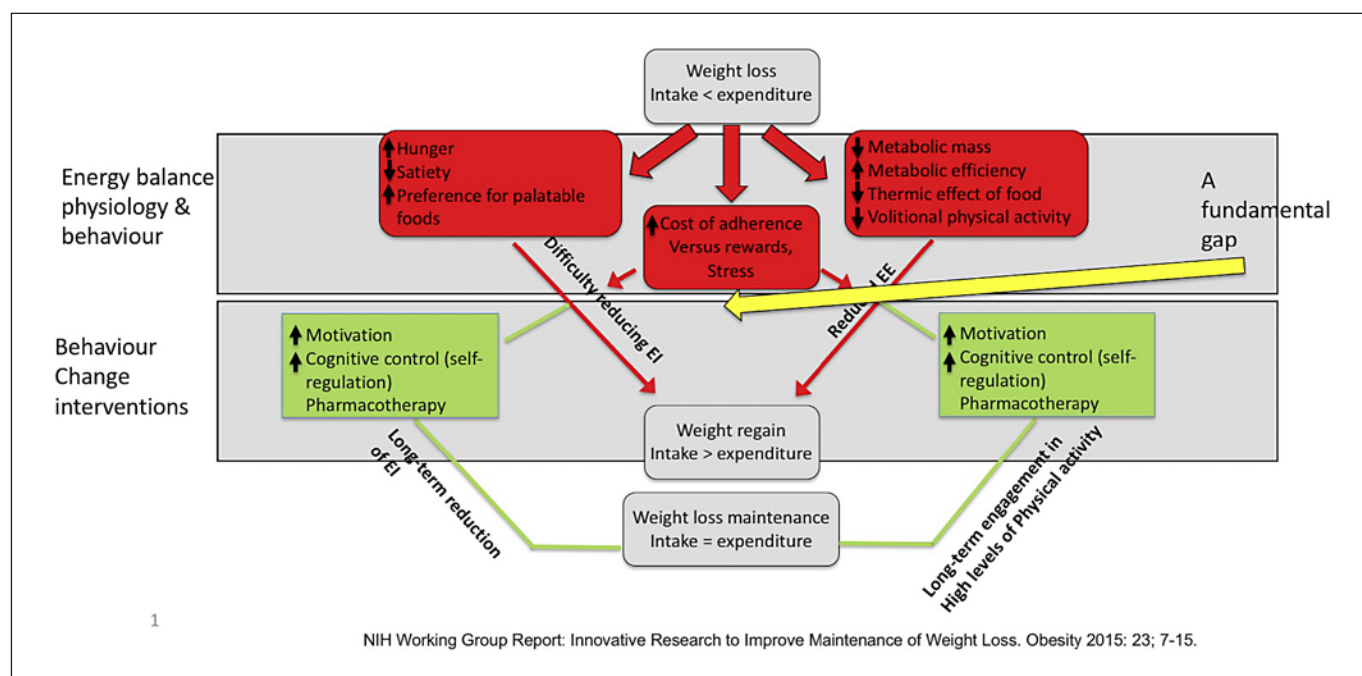 Weight loss
Intake < expenditure
Energy balance
physiology &
behaviour
Hunger
Satiety
Preference for palatable
foods
Cost of adherence
Versus rewards,
Stress
Metabolic mass
Metabolic efficiency
Thermic effect of food
Volitional physical activity
A
fundamental
gap
Difficulty reducing EI
EE
Behaviour
Change
interventions
Motivation
Cognitive control (self-
regulation)
Pharmacotherapy
Weight regain
Intake > expenditure
Motivation
Cognitive control (self-
regulation)
Pharmacotherapy
Long-term reduction
of EI
Weight loss maintenance
Intake = expenditure
Long-term engagement in
High levels of Physical activity
1
NIH Working Group Report: Innovative Research to Improve Maintenance of Weight Loss. Obesity 2015: 23; 7-15.